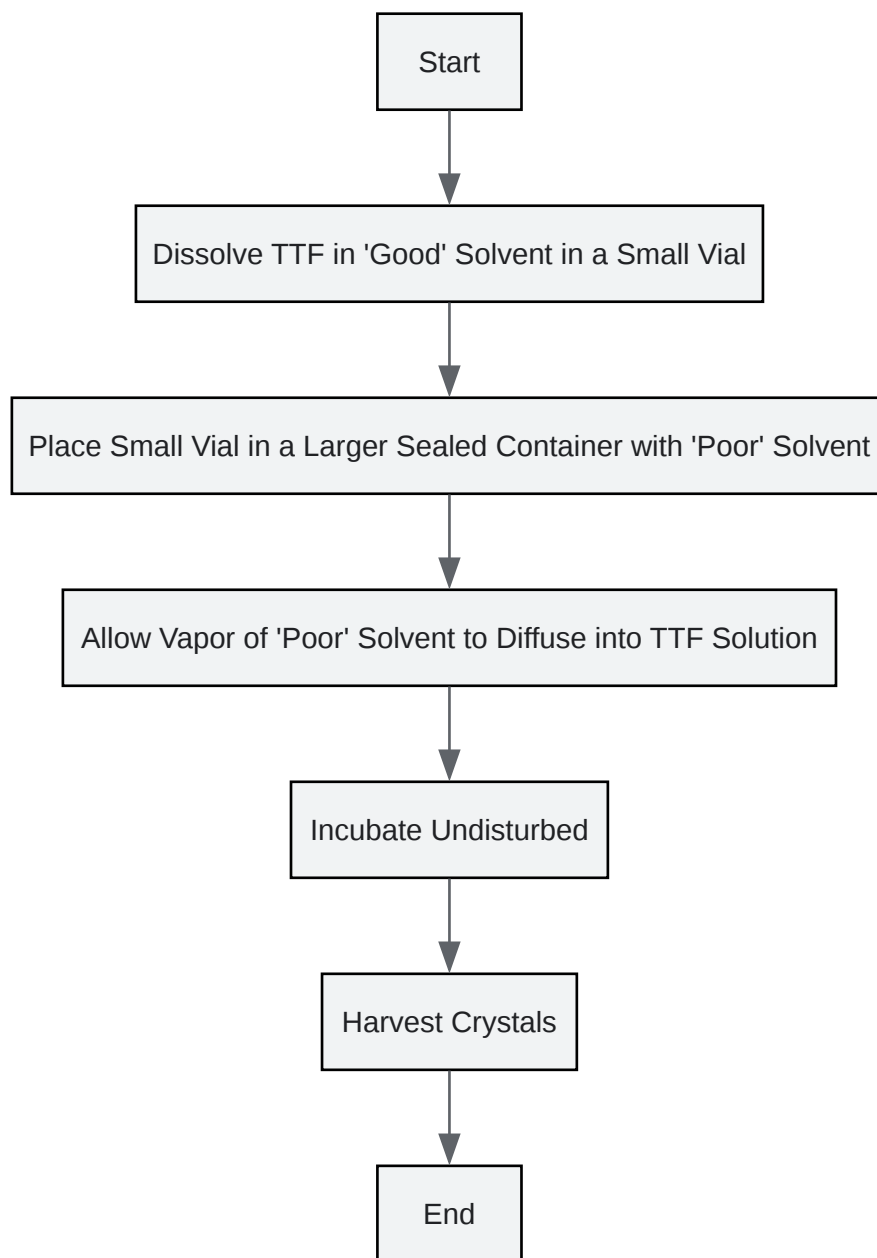 Start
Dissolve TTF in 'Good' Solvent in a Small Vial
Place Small Vial in a Larger Sealed Container with 'Poor' Solvent
Allow Vapor of 'Poor' Solvent to Diffuse into TTF Solution
Incubate Undisturbed
Harvest Crystals
End